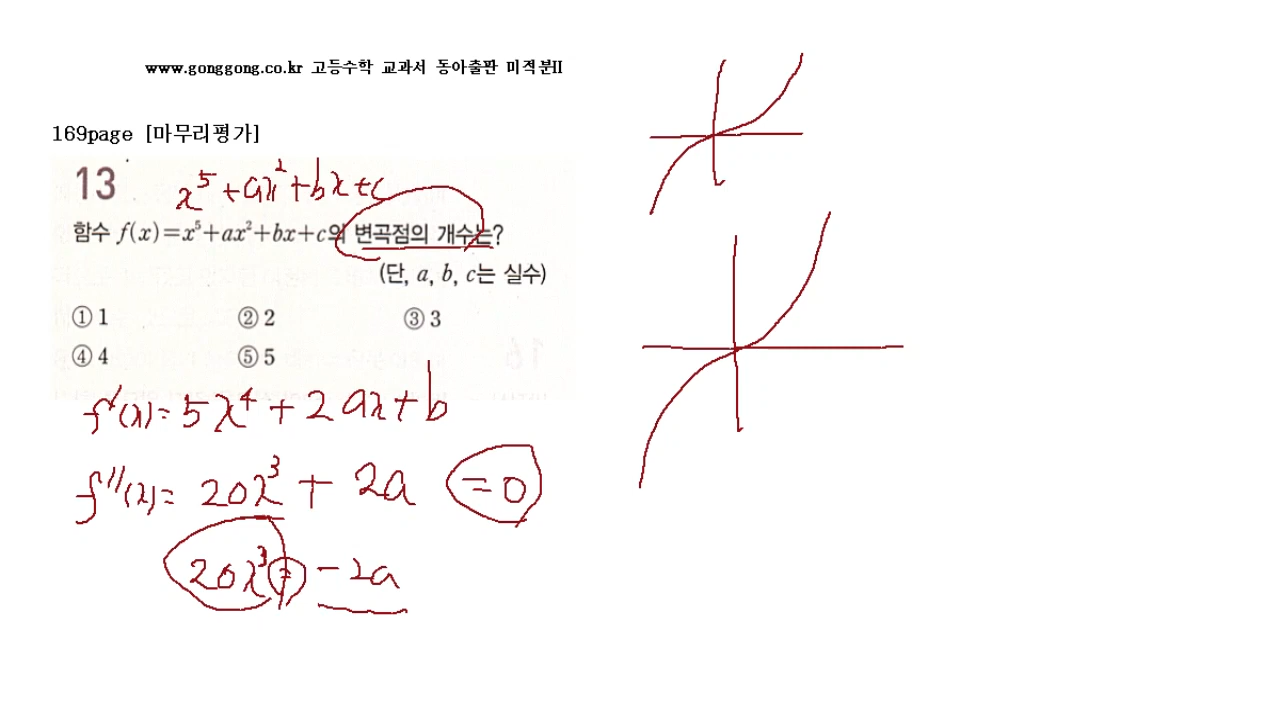 www.gonggong.co.kr 고등수학 교과서 동아출판 미적분II
169page [마무리평가]
13
x⁵+ax²+bx+c
함수 f(x)=x⁵+ax²+bx+c의 변곡점의 개수는?
(단, a, b, c는 실수)
① 1 ② 2 ③ 3
④ 4 ⑤ 5
f'(x)=5x⁴+2ax+b
f''(x)=20x³+2a =0
20x³=-2a